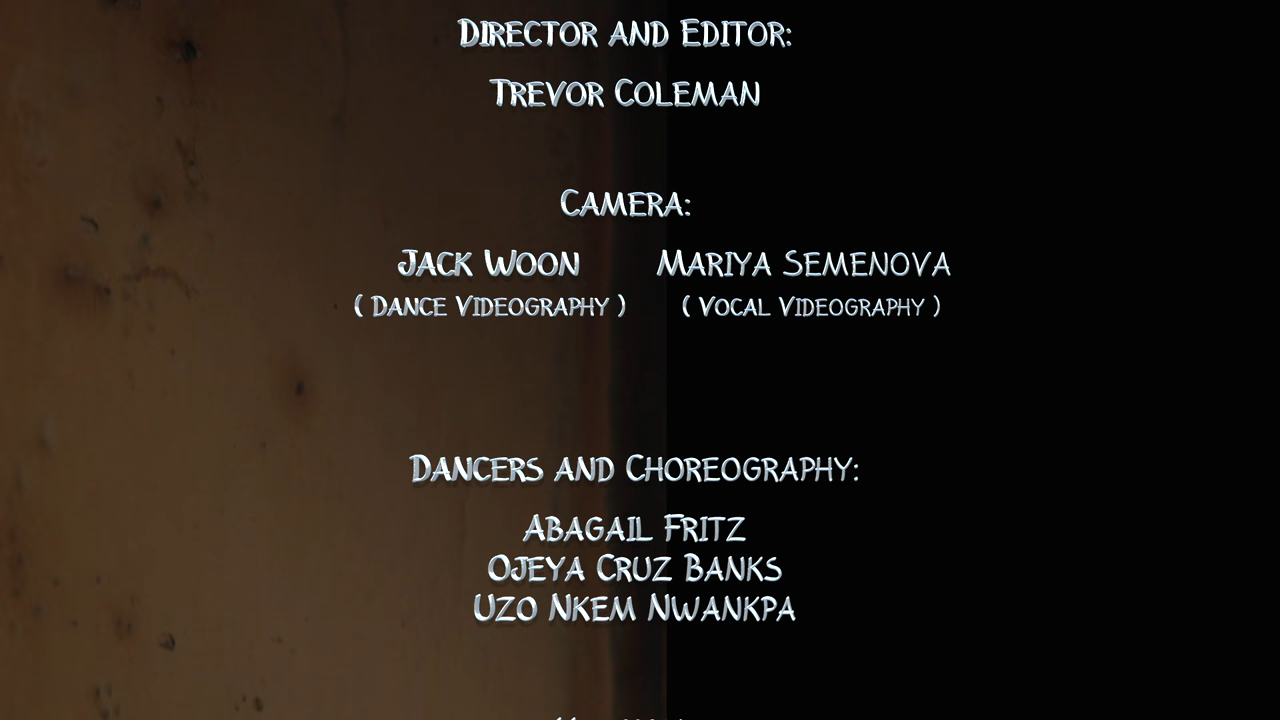 Director and Editor:
Trevor Coleman
Camera:
Jack Woon Mariya Semenova
( Dance Videography ) ( Vocal Videography )
Dancers and Choreography:
Abagail Fritz
Ojeya Cruz Banks
Uzo Nkem Nwankpa